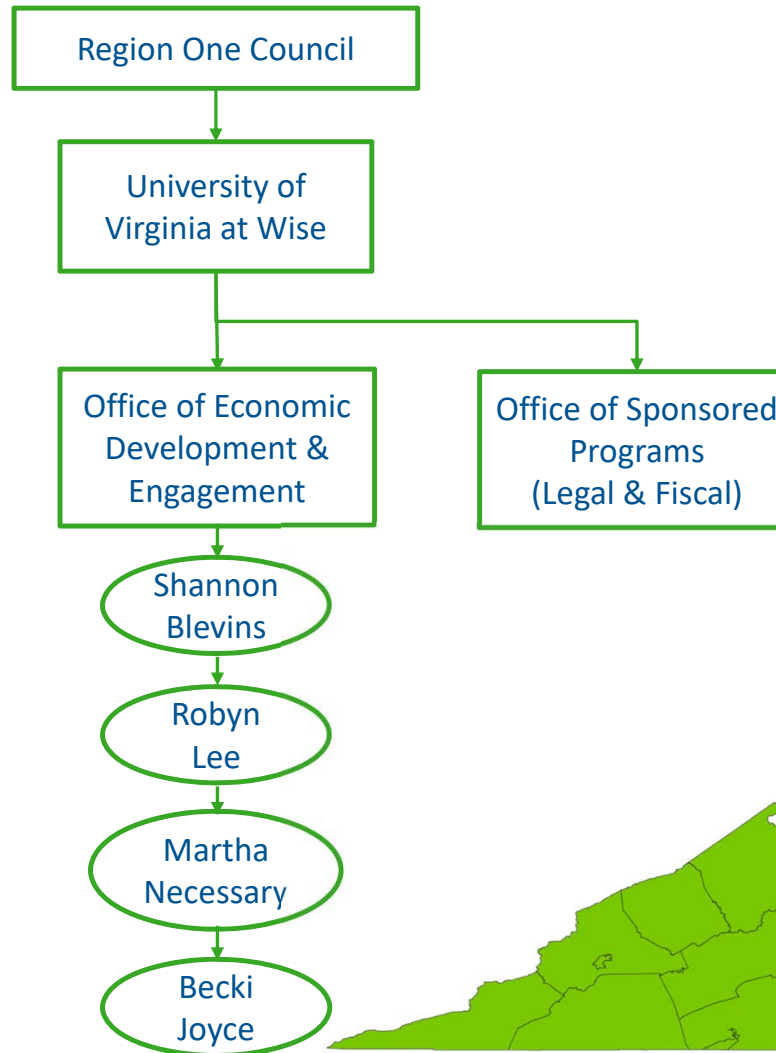 Region One Council
University of
Virginia at Wise
Office of Economic
Development &
Engagement
Office of Sponsored
Programs
(Legal & Fiscal)
Shannon
Blevins
Robyn
Lee
Martha
Necessary
Becki
Joyce